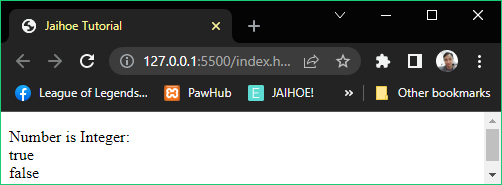 Jaihoe Tutorial
127.0.0.1:5500/index.h...
League of Legends...
PawHub
JAIHOE!
Other bookmarks
Number is Integer:
true
false